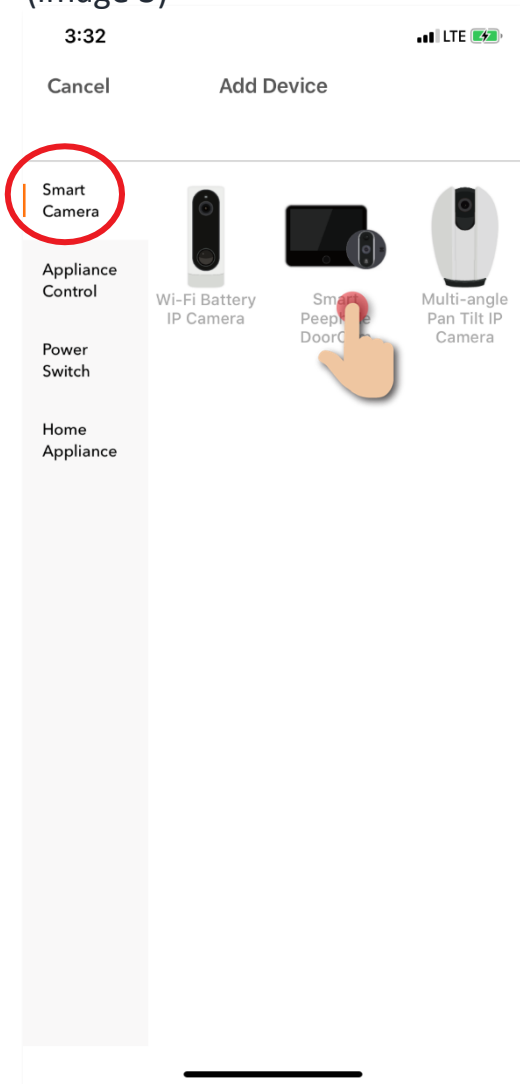 3:32
LTE
Cancel
Add Device
Smart
Camera
Appliance
Control
Power
Switch
Home
Appliance
Wi-Fi Battery
IP Camera
Smart
Multi-angle
Pan Tilt IP
Camera